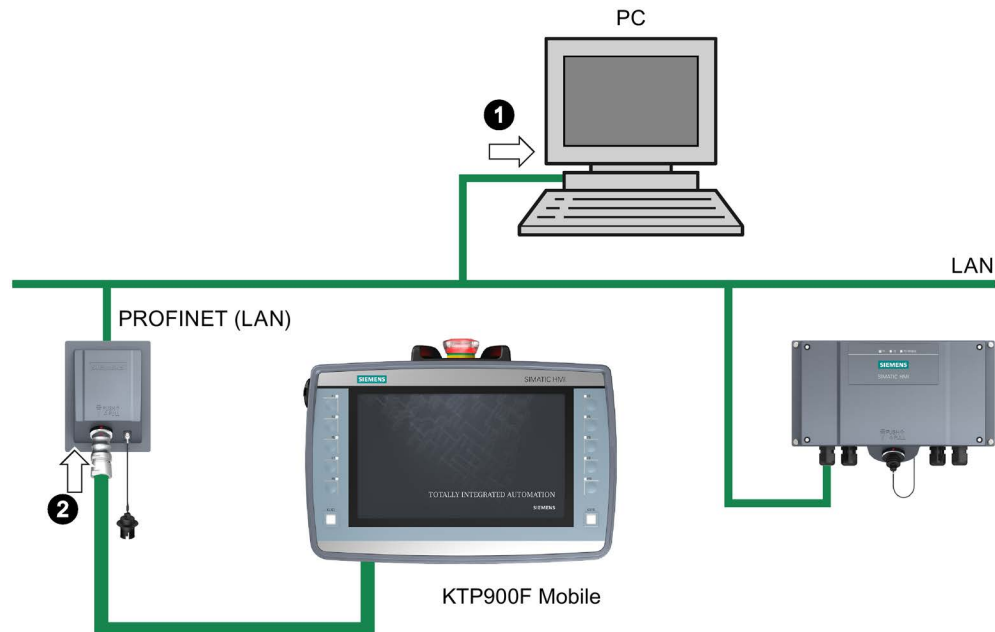 PC
1
LAN
PROFINET (LAN)
SIEMENS
SIMATIC HMI
SIEMENS
SIMATIC HMI
TOTALLY INTEGRATED AUTOMATION
SIEMENS
2
KTP900F Mobile